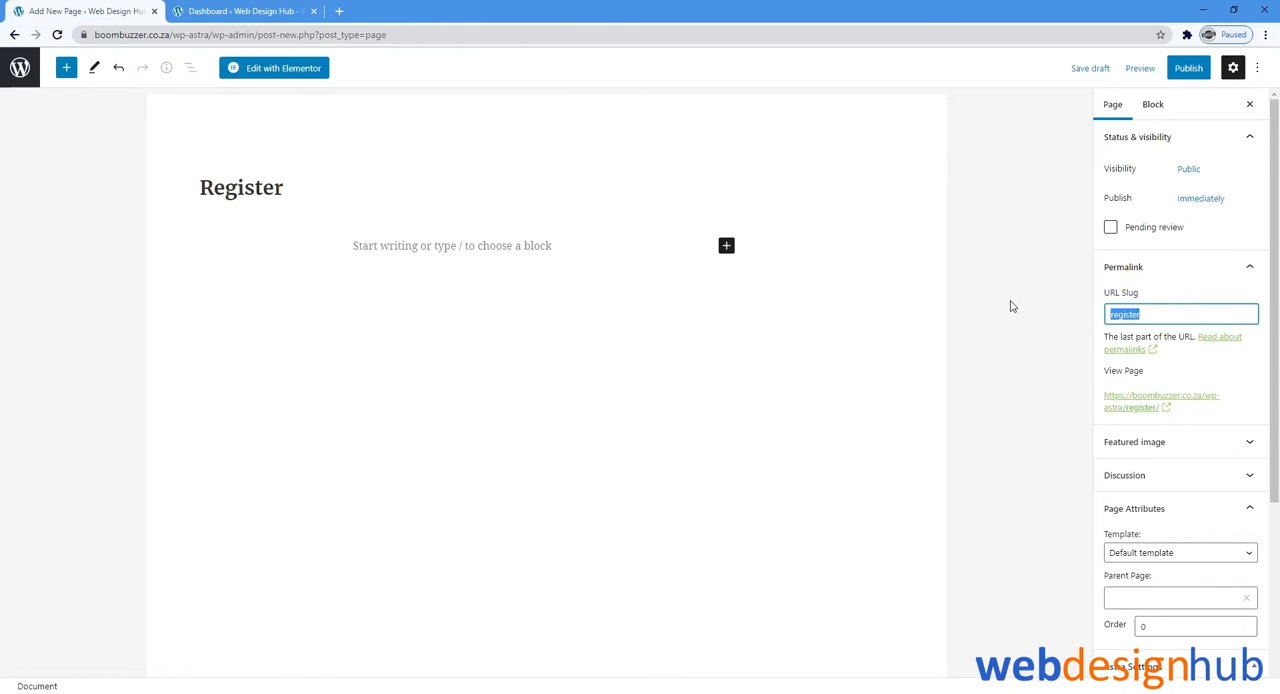 Add New Page ‹ Web Design Hu
Dashboard ‹ Web Design Hub -
boombuzzer.co.za/wp-astra/wp-admin/post-new.php?post_type=page
Paused
Edit with Elementor
Save draft
Preview
Publish
Register
Start writing or type / to choose a block
Page
Block
Status & visibility
Visibility
Public
Publish
Immediately
Pending review
Permalink
URL Slug
register
The last part of the URL. Read about
permalinks
View Page
https://boombuzzer.co.za/wp-
astra/register/
Featured image
Discussion
Page Attributes
Template:
Default template
Parent Page:
Order
0
webdesignhub
Document